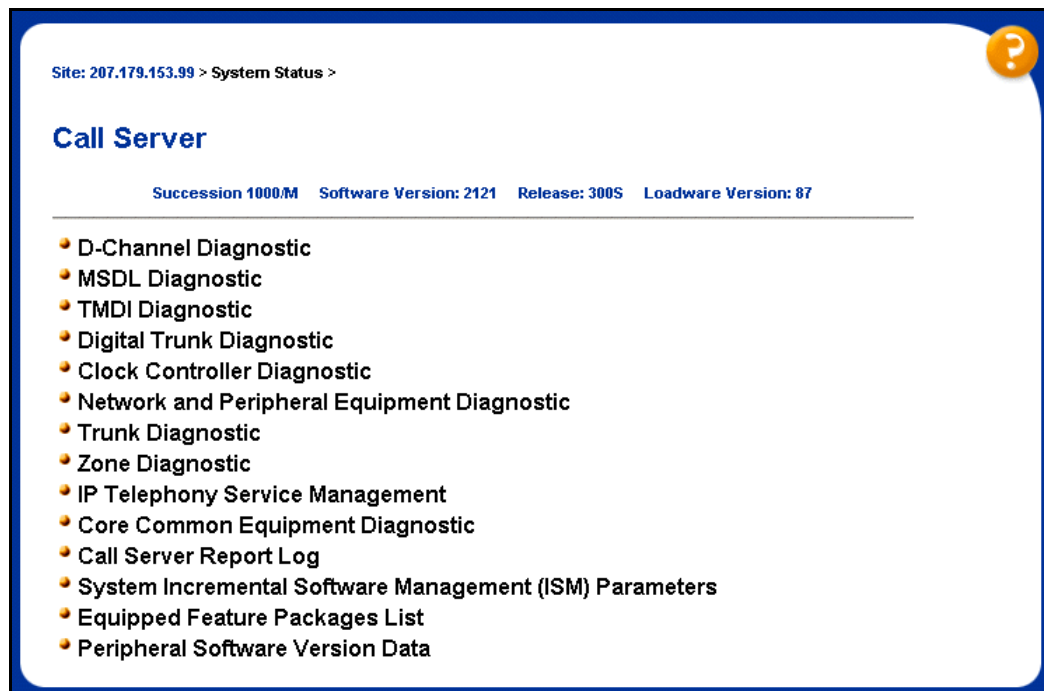 ?
Site: 207.179.153.99 > System Status >
Call Server
Succession 1000/M Software Version: 2121 Release: 300S Loadware Version: 87
D-Channel Diagnostic
MSDL Diagnostic
TMDI Diagnostic
Digital Trunk Diagnostic
Clock Controller Diagnostic
Network and Peripheral Equipment Diagnostic
Trunk Diagnostic
Zone Diagnostic
IP Telephony Service Management
Core Common Equipment Diagnostic
Call Server Report Log
System Incremental Software Management (ISM) Parameters
Equipped Feature Packages List
Peripheral Software Version Data